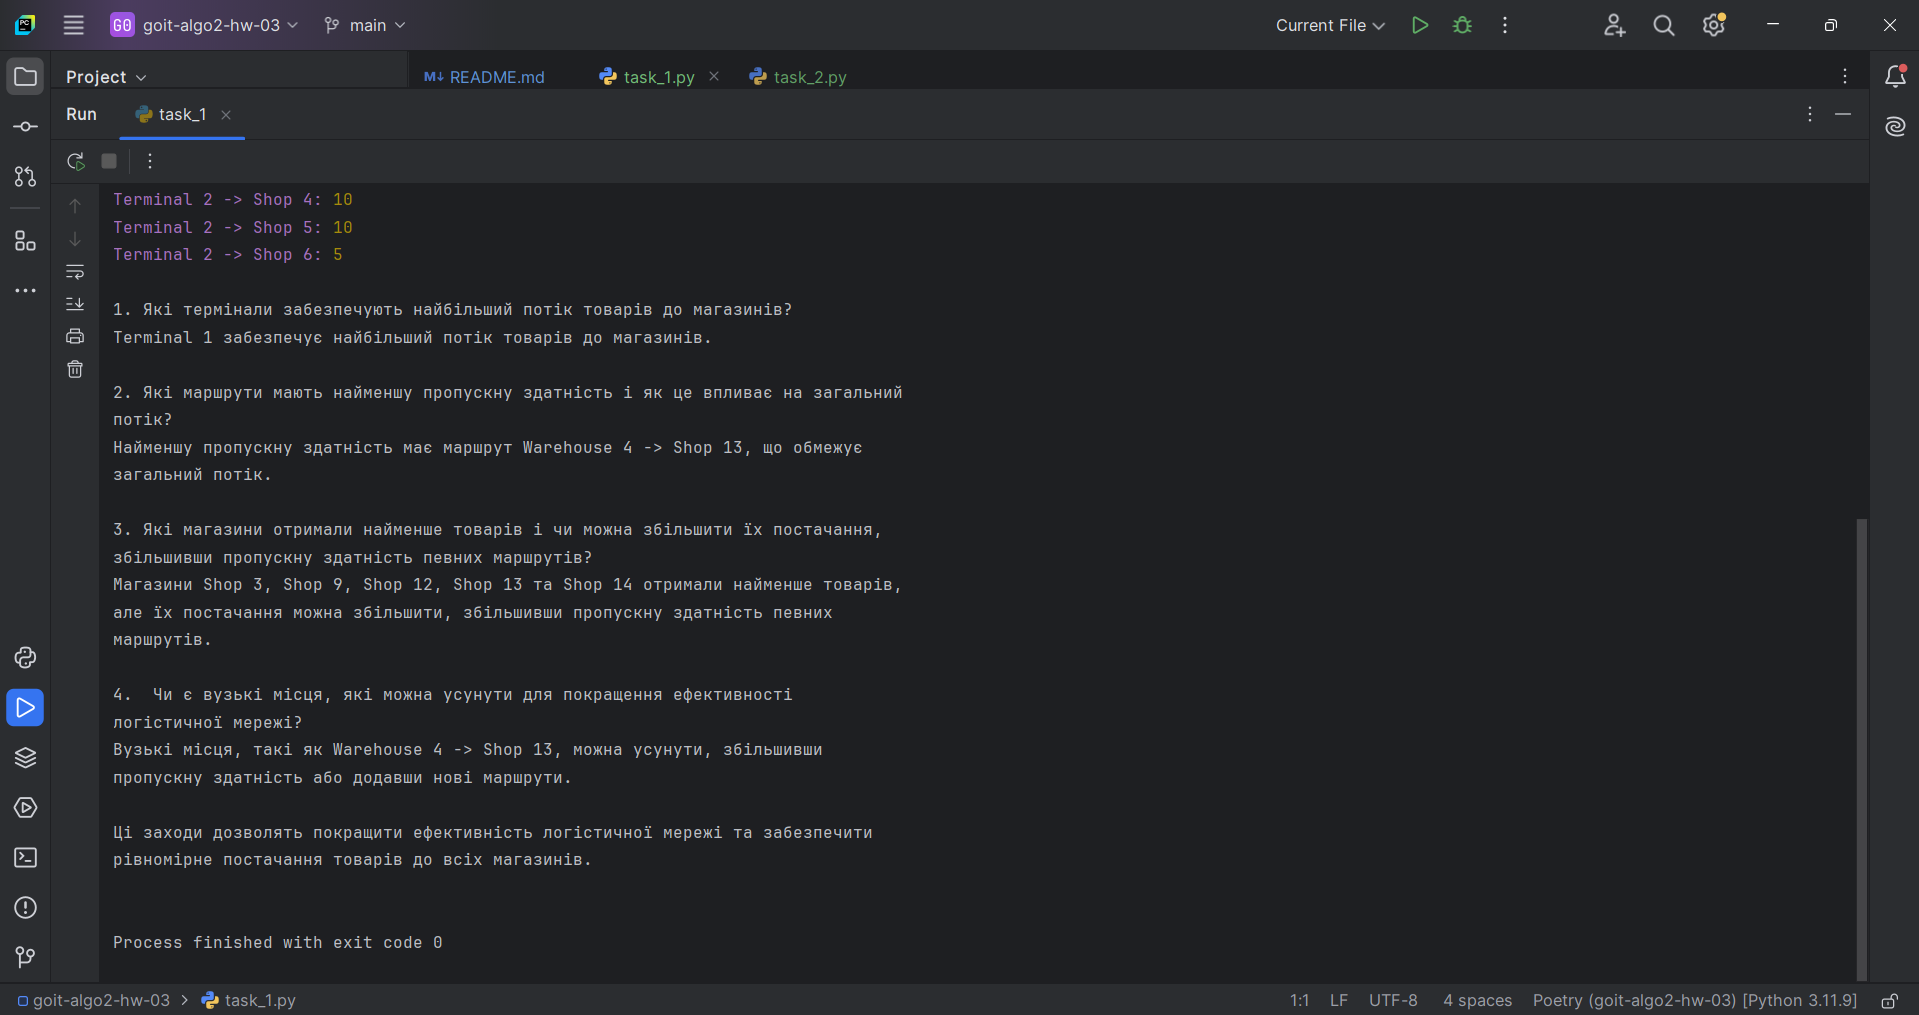 GO goit-algo2-hw-03 main Current File
Project README.md task_1.py task_2.py
Run task_1
Terminal 2 -> Shop 4: 10
Terminal 2 -> Shop 5: 10
Terminal 2 -> Shop 6: 5
1. Які термінали забезпечують найбільший потік товарів до магазинів?
Terminal 1 забезпечує найбільший потік товарів до магазинів.
2. Які маршрути мають найменшу пропускну здатність і як це впливає на загальний
потік?
Найменшу пропускну здатність має маршрут Warehouse 4 -> Shop 13, що обмежує
загальний потік.
3. Які магазини отримали найменше товарів і чи можна збільшити їх постачання,
збільшивши пропускну здатність певних маршрутів?
Магазини Shop 3, Shop 9, Shop 12, Shop 13 та Shop 14 отримали найменше товарів,
але їх постачання можна збільшити, збільшивши пропускну здатність певних
маршрутів.
4.  Чи є вузькі місця, які можна усунути для покращення ефективності
логістичної мережі?
Вузькі місця, такі як Warehouse 4 -> Shop 13, можна усунути, збільшивши
пропускну здатність або додавши нові маршрути.
Ці заходи дозволять покращити ефективність логістичної мережі та забезпечити
рівномірне постачання товарів до всіх магазинів.
Process finished with exit code 0
goit-algo2-hw-03 > task_1.py 1:1 LF UTF-8 4 spaces Poetry (goit-algo2-hw-03) [Python 3.11.9]